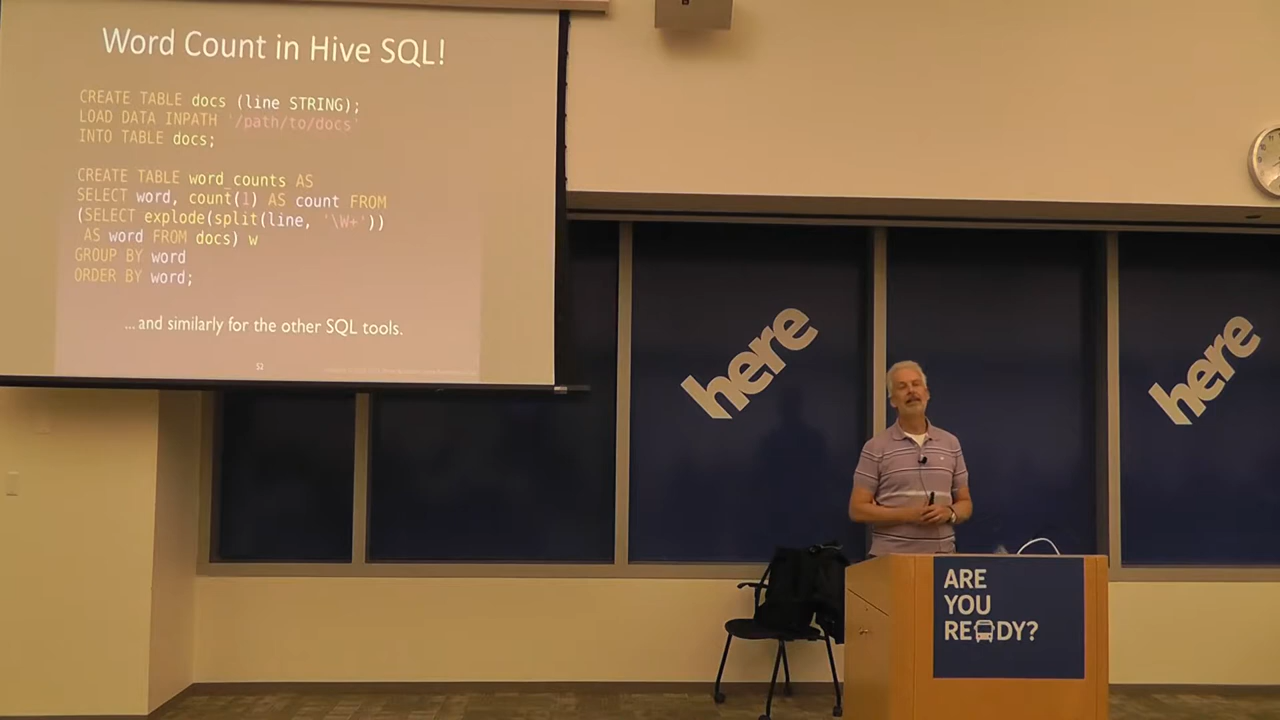 Word Count in Hive SQL!
CREATE TABLE docs (line STRING);
LOAD DATA INPATH '/path/to/docs'
INTO TABLE docs;
CREATE TABLE word_counts AS
SELECT word, count(1) AS count FROM
(SELECT explode(split(line, '\W+'))
AS word FROM docs) w
GROUP BY word
ORDER BY word;
... and similarly for the other SQL tools.
52
here
here
ARE
YOU
READY?